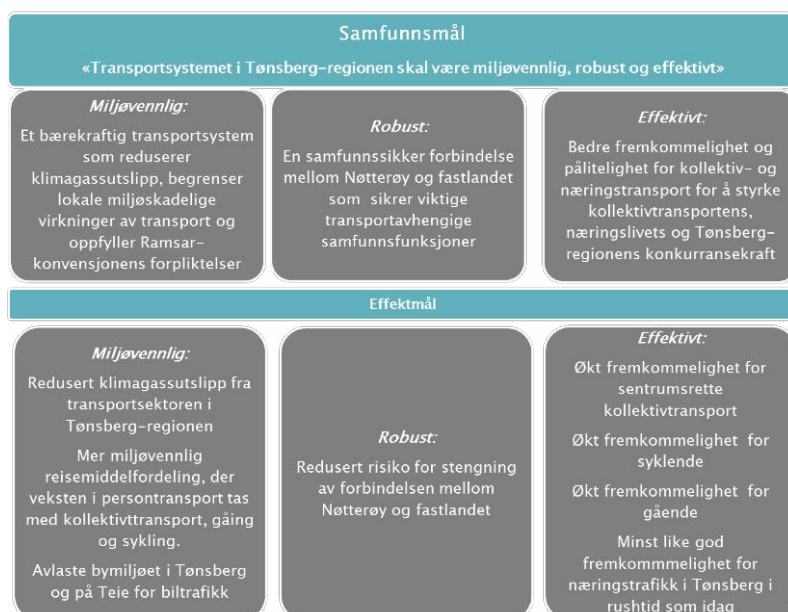 Samfunnsmål
«Transportsystemet i Tønsberg-regionen skal være miljøvennlig, robust og effektivt»
Miljøvennlig:
Et bærekraftig transportsystem
som reduserer
klimagassutslipp, begrenser
lokale miljøskadelige
virkninger av transport og
oppfyller Ramsar-
konvensjonens forpliktelser
Robust:
En samfunnssikker forbindelse
mellom Nøtterøy og fastlandet
som sikrer viktige
transportavhengige
samfunnsfunksjoner
Effektivt:
Bedre fremkommelighet og
pålitelighet for kollektiv- og
næringstransport for å styrke
kollektivtransportens,
næringslivets og Tønsberg-
regionens konkurransekraft
Effektmål
Miljøvennlig:
Redusert klimagassutslipp fra
transportsektoren i
Tønsberg-regionen
Mer miljøvennlig
reisemiddelfordeling, der
veksten i persontransport tas
med kollektivttransport, gåing
og sykling.
Avlaste bymiljøet i Tønsberg
og på Teie for biltrafikk
Robust:
Redusert risiko for stengning
av forbindelsen mellom
Nøtterøy og fastlandet
Effektivt:
Økt fremkommelighet for
sentrumsrette
kollektivtransport
Økt fremkommelighet for
syklende
Økt fremkommelighet for
gående
Minst like god
fremkommmelighet for
næringstrafikk i Tønsberg i
rushtid som idag